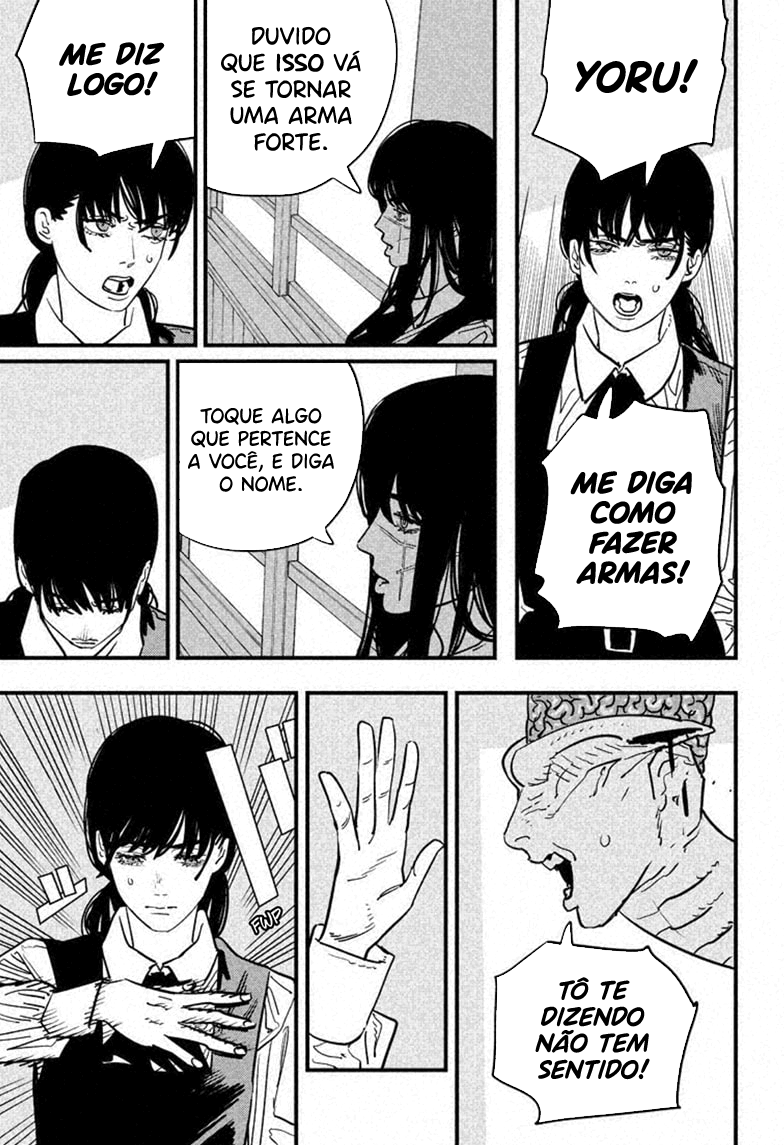 YORU!
ME DIGA
COMO
FAZER
ARMAS!
DUVIDO
QUE ISSO VÁ
SE TORNAR
UMA ARMA
FORTE.
ME DIZ
LOGO!
TOQUE ALGO
QUE PERTENCE
A VOCÊ, E DIGA
O NOME.
TÔ TE
DIZENDO
NÃO TEM
SENTIDO!
FWP